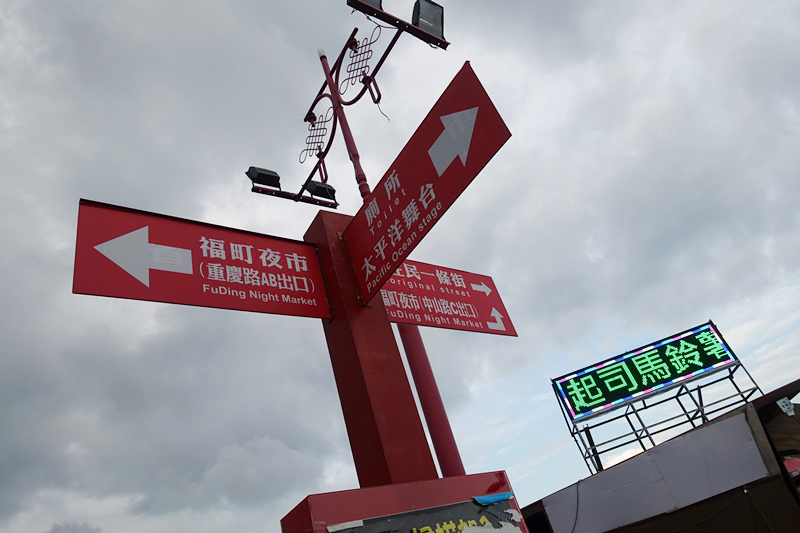 福町夜市
(重慶路AB出口)
FuDing Night Market
廁所
Toilet
太平洋舞台
Pacific Ocean stage
住民一條街
original street
福町夜市(中山路C出口)
FuDing Night Market
起司馬鈴薯